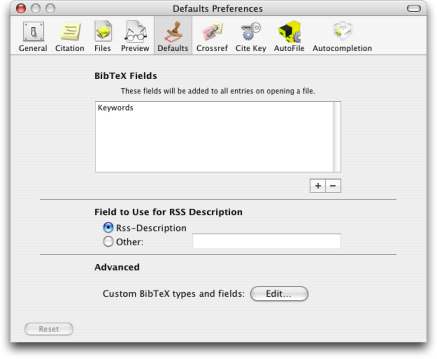 Defaults Preferences
General Citation Files Preview Defaults Crossref Cite Key AutoFile Autocompletion
BibTeX Fields
These fields will be added to all entries on opening a file.
Keywords
+ −
Field to Use for RSS Description
Rss-Description
Other:
Advanced
Custom BibTeX types and fields: Edit...
Reset